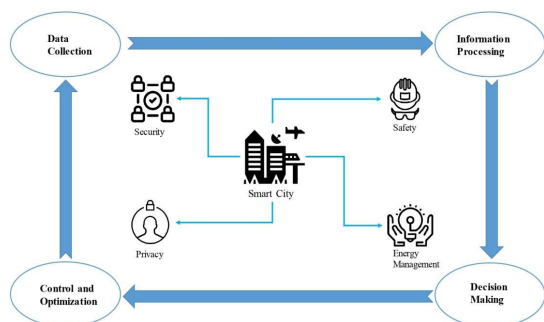 Data
Collection
Information
Processing
Security
Safety
Smart City
Privacy
Energy
Management
Control and
Optimization
Decision
Making